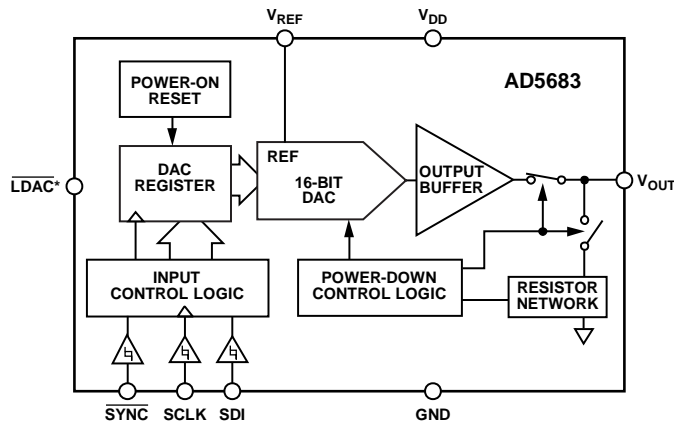 VREF
VDD
POWER-ON
RESET
AD5683
LDAC*
DAC
REGISTER
REF
16-BIT
DAC
OUTPUT
BUFFER
VOUT
INPUT
CONTROL LOGIC
POWER-DOWN
CONTROL LOGIC
RESISTOR
NETWORK
SYNC
SCLK
SDI
GND